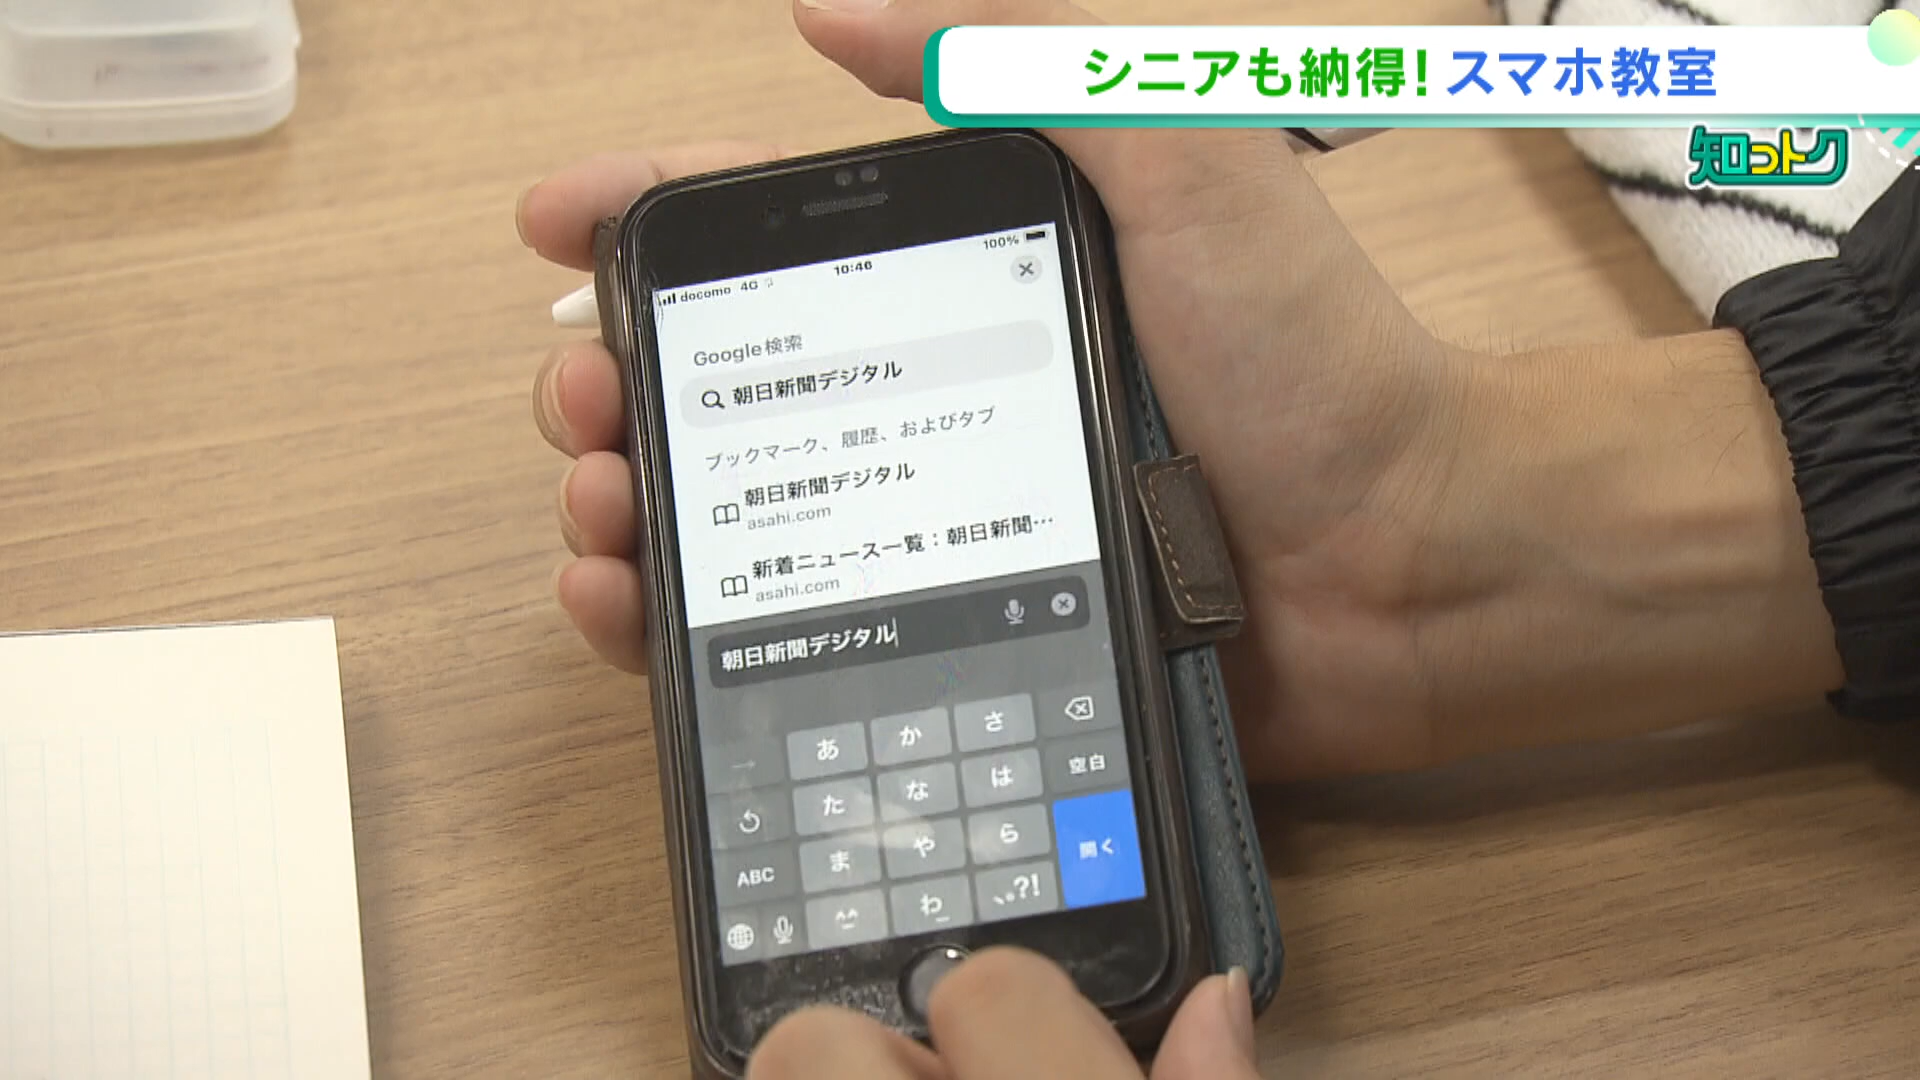 シニアも納得!スマホ教室
知っトク
docomo 4G
10:46
100%
Google検索
朝日新聞デジタル
ブックマーク、履歴、およびタブ
朝日新聞デジタル
asahi.com
新着ニュース一覧:朝日新聞…
asahi.com
朝日新聞デジタル
→ あ か さ
た な は 空白
ABC ま や ら 開く
^^ わ 、。?!